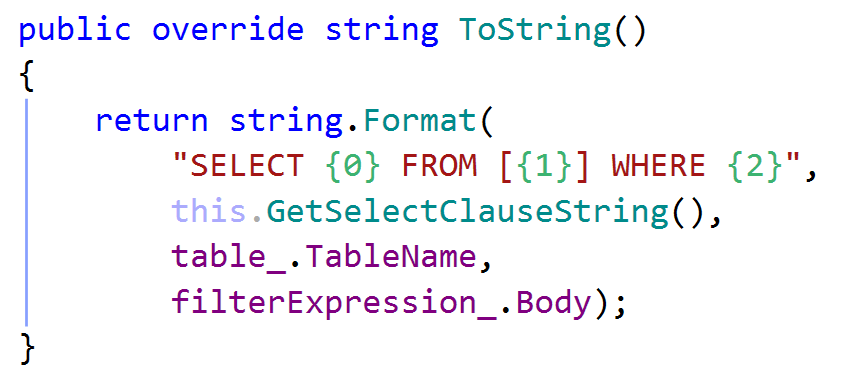 public override string ToString()
{
    return string.Format(
        "SELECT {0} FROM [{1}] WHERE {2}",
        this.GetSelectClauseString(),
        table_.TableName,
        filterExpression_.Body);
}